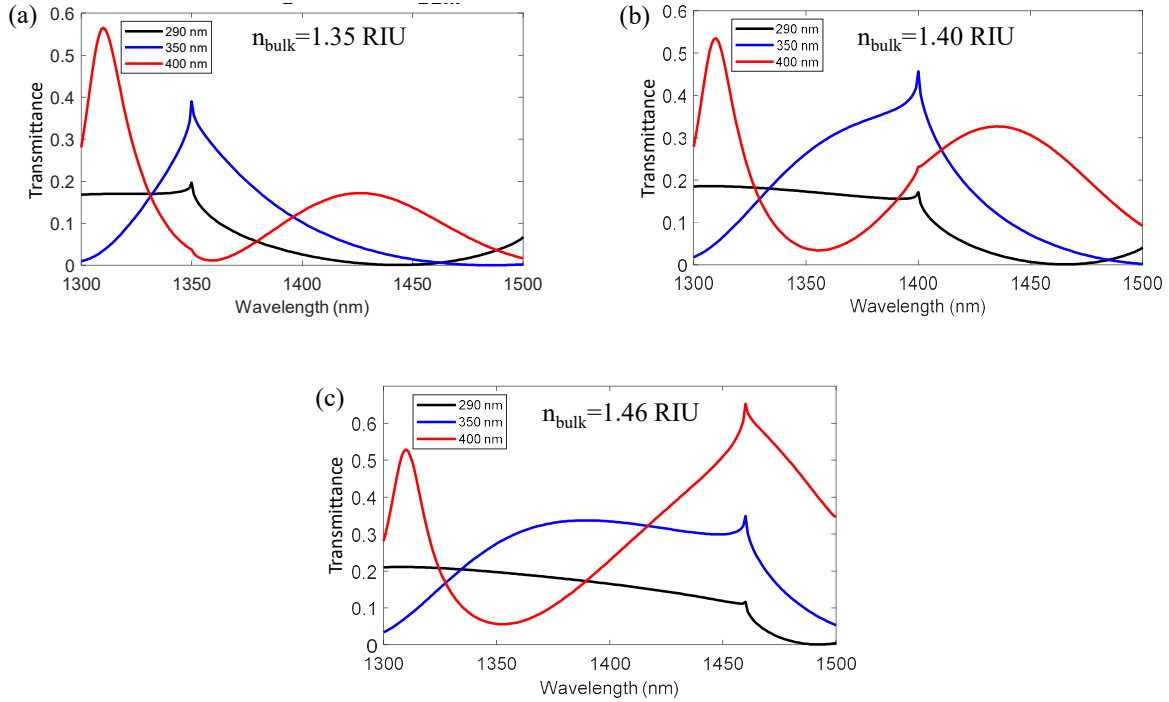 (a)
n_bulk=1.35 RIU
290 nm
350 nm
400 nm
Transmittance
0.6
0.5
0.4
0.3
0.2
0.1
0
1300 1350 1400 1450 1500
Wavelength (nm)
(b)
n_bulk=1.40 RIU
290 nm
350 nm
400 nm
Transmittance
0.6
0.5
0.4
0.3
0.2
0.1
0
1300 1350 1400 1450 1500
Wavelength (nm)
(c)
n_bulk=1.46 RIU
290 nm
350 nm
400 nm
Transmittance
0.6
0.5
0.4
0.3
0.2
0.1
0
1300 1350 1400 1450 1500
Wavelength (nm)